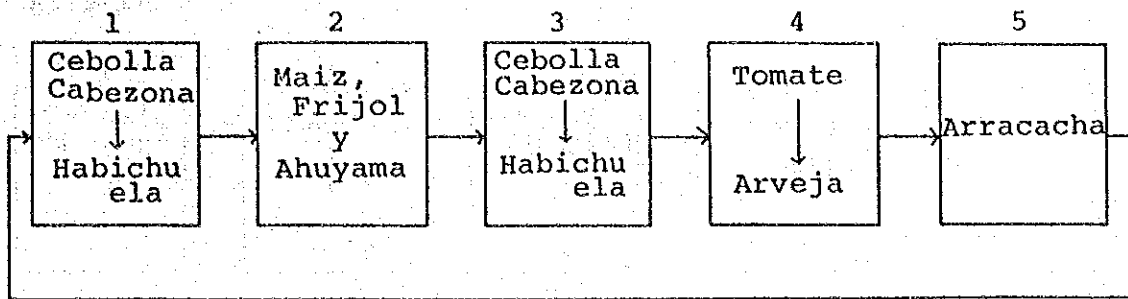 1 2 3 4 5
Cebolla
Cabezona
Habichu
ela
Maiz,
Frijol
y
Ahuyama
Cebolla
Cabezona
Habichu
ela
Tomate
Arveja
Arracacha